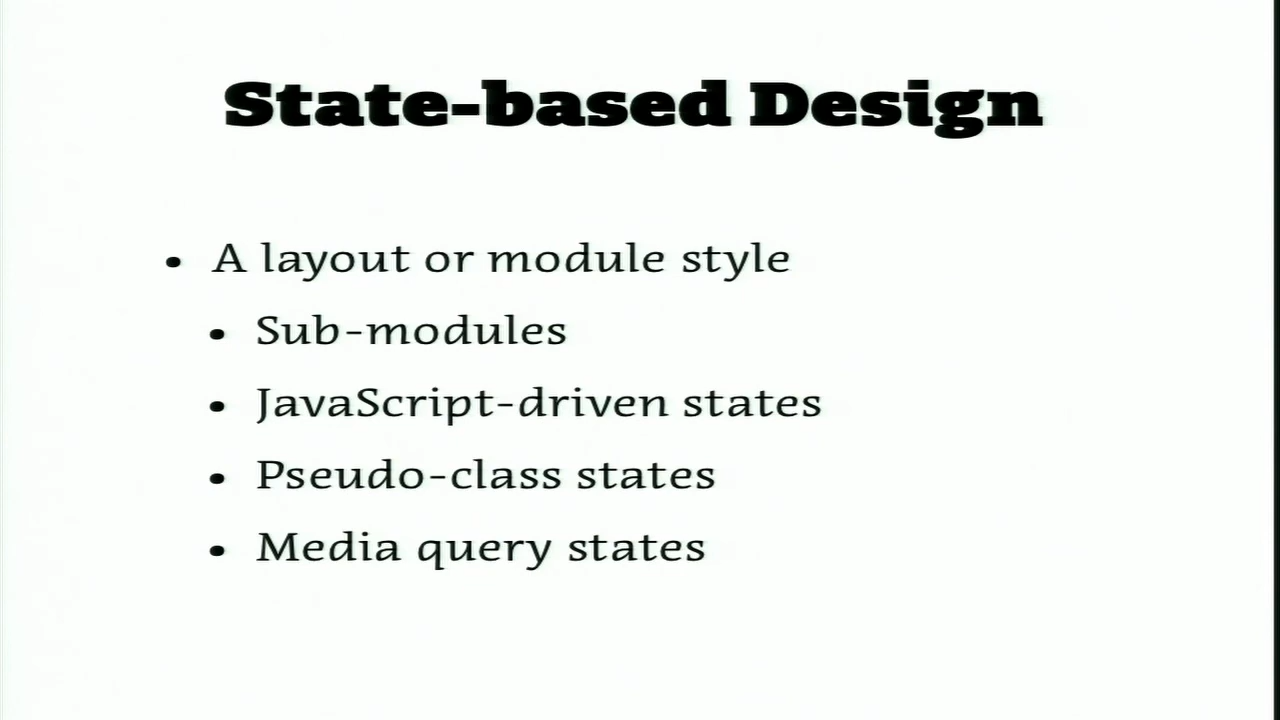 State-based Design
• A layout or module style
• Sub-modules
• JavaScript-driven states
• Pseudo-class states
• Media query states